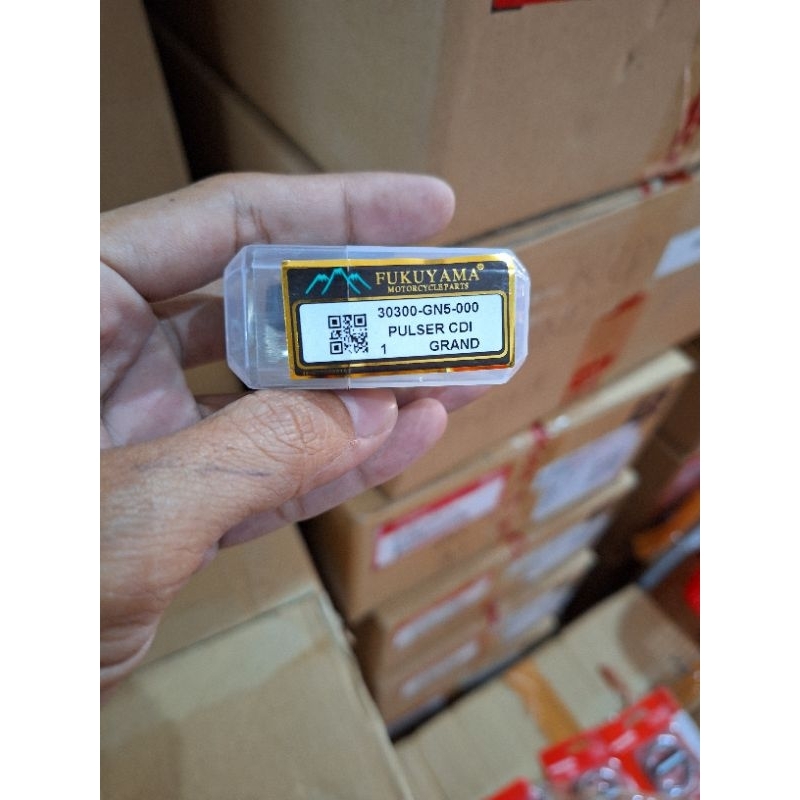 FUKUYAMA®
MOTORCYCLE PARTS
30300-GN5-000
PULSER CDI
1 GRAND